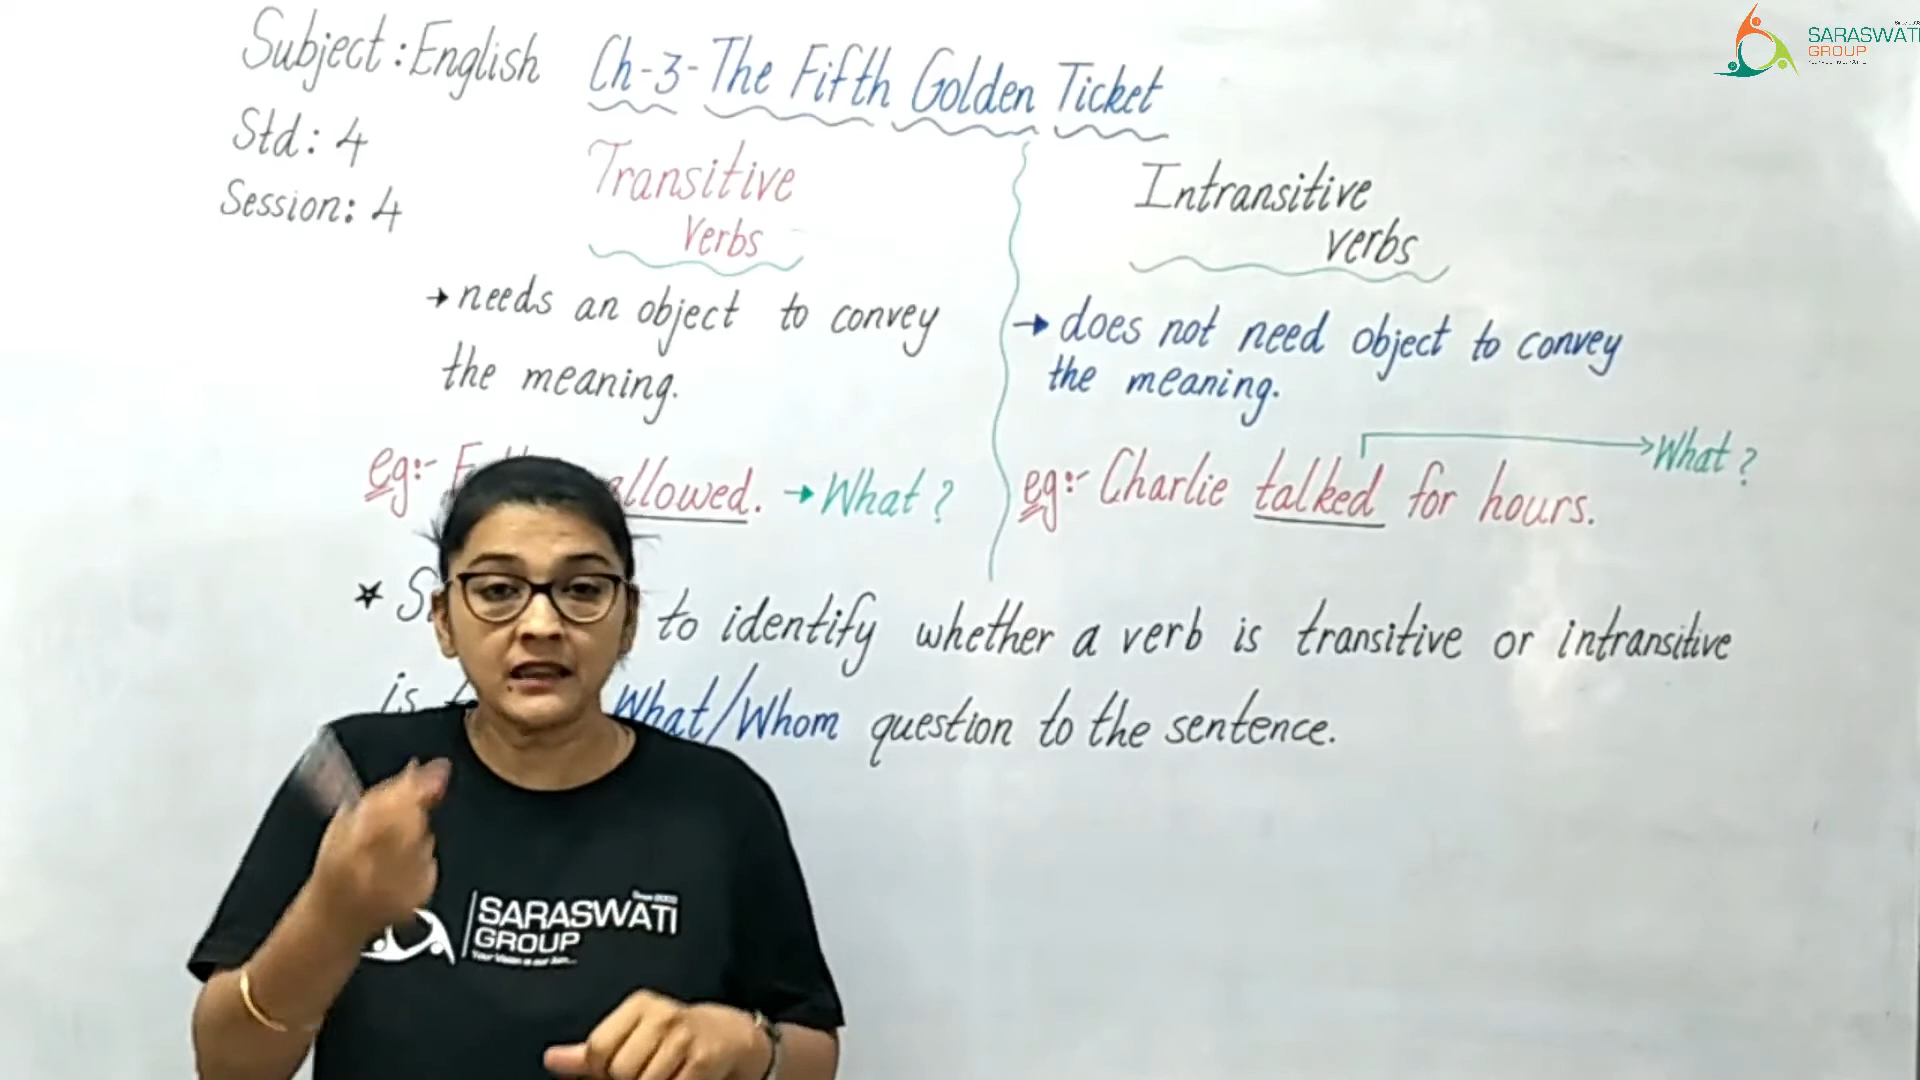 Subject : English
Std: 4
Session: 4
Ch-3-The Fifth Golden Ticket
Transitive
Verbs
→ needs an object to convey
the meaning.
eg:- allowed. → What ?
Intransitive
verbs
→ does not need object to convey
the meaning.
→ What ?
eg:- Charlie talked for hours.
* to identify whether a verb is transitive or intransitive
is What/Whom question to the sentence.
SARASWATI
GROUP
SARASWATI
GROUP